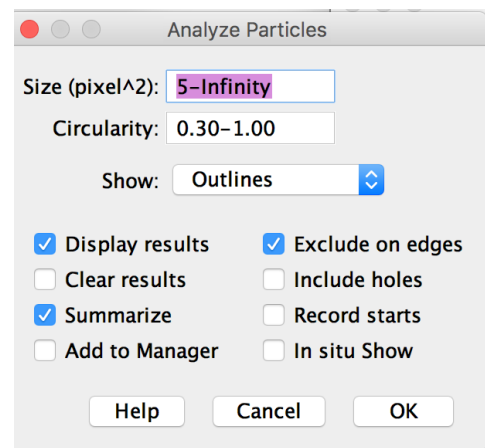 Analyze Particles
Size (pixel^2): 5-Infinity
Circularity: 0.30-1.00
Show: Outlines
Display results Exclude on edges
Clear results Include holes
Summarize Record starts
Add to Manager In situ Show
Help Cancel OK